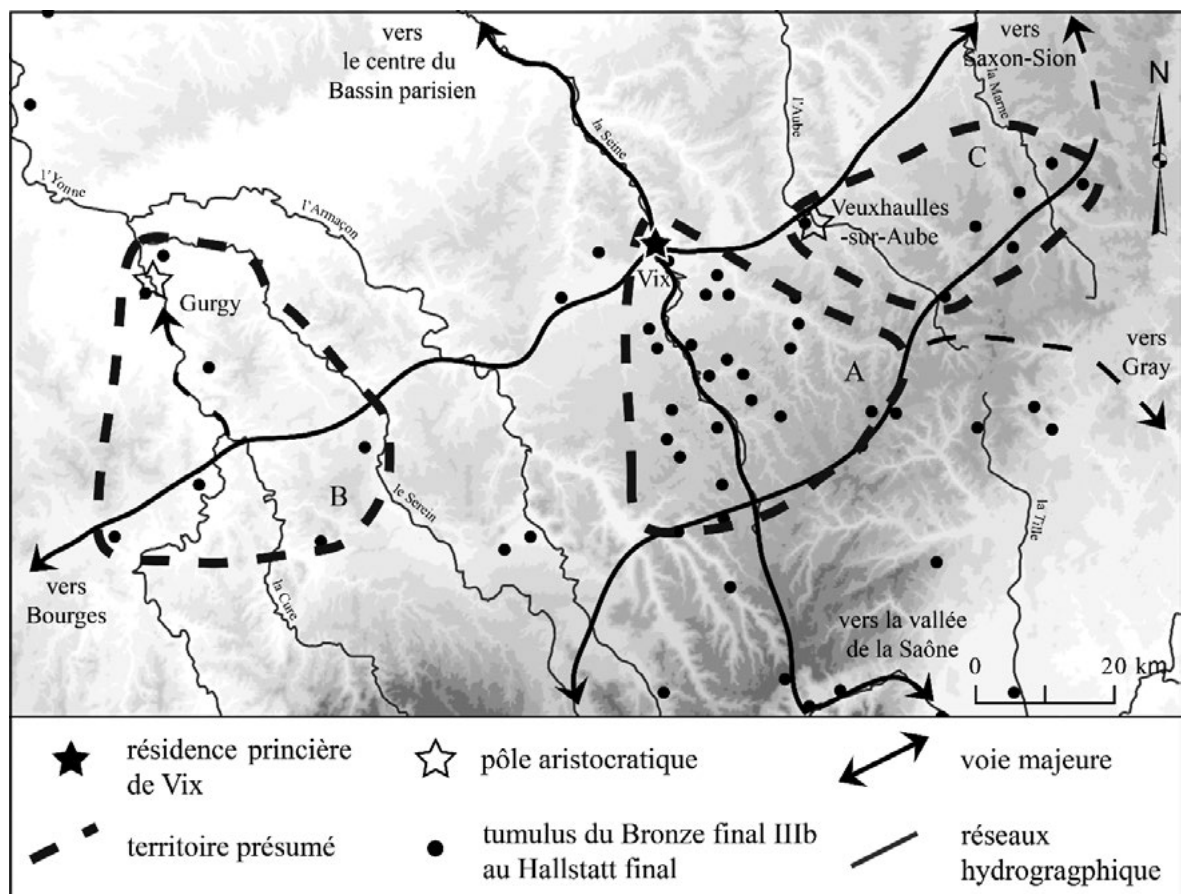 vers
le centre du
Bassin parisien
vers
Saxon-Sion
la Marne
N
l'Aube
la Seine
C
l'Yonne
l'Armaçon
Veuxhaulles
-sur-Aube
Vix
Gurgy
vers
Gray
A
B
le Serein
la Tille
vers
Bourges
la Cure
vers la vallée
de la Saône
0 20 km
résidence princière
de Vix
pôle aristocratique
voie majeure
territoire présumé
tumulus du Bronze final IIIb
au Hallstatt final
réseaux
hydrogragphique